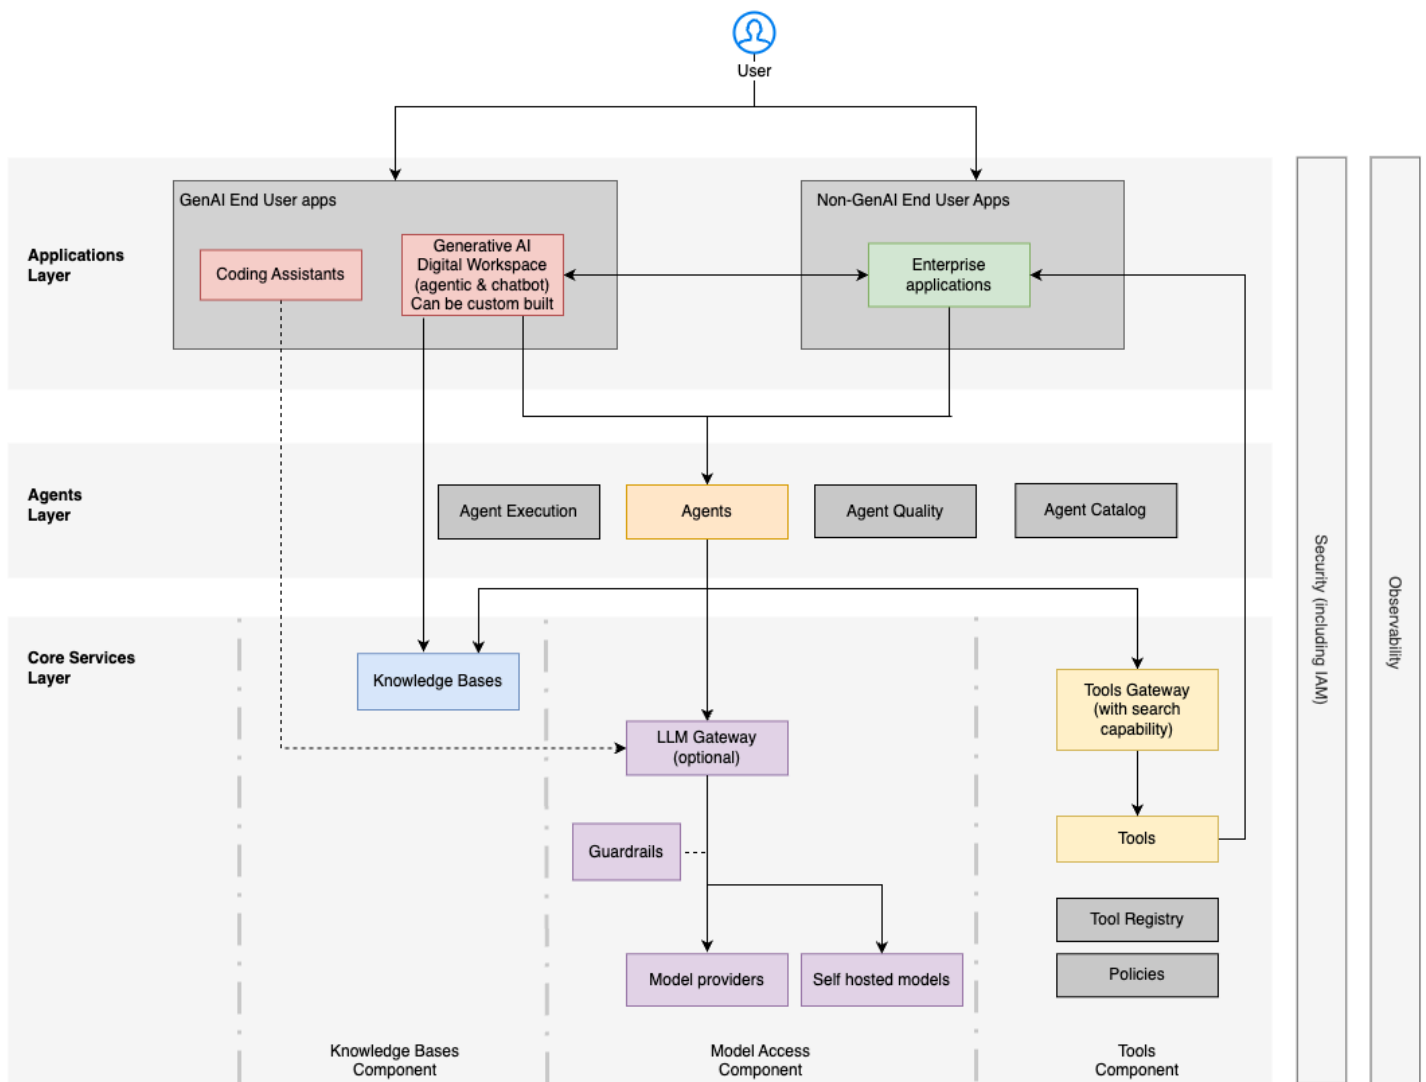 User
GenAI End User apps
Non-GenAI End User Apps
Applications
Layer
Coding Assistants
Generative AI
Digital Workspace
(agentic & chatbot)
Can be custom built
Enterprise
applications
Agents
Layer
Agent Execution
Agents
Agent Quality
Agent Catalog
Security (including IAM)
Observability
Core Services
Layer
Knowledge Bases
Tools Gateway
(with search
capability)
LLM Gateway
(optional)
Guardrails
Tools
Tool Registry
Policies
Model providers
Self hosted models
Knowledge Bases
Component
Model Access
Component
Tools
Component